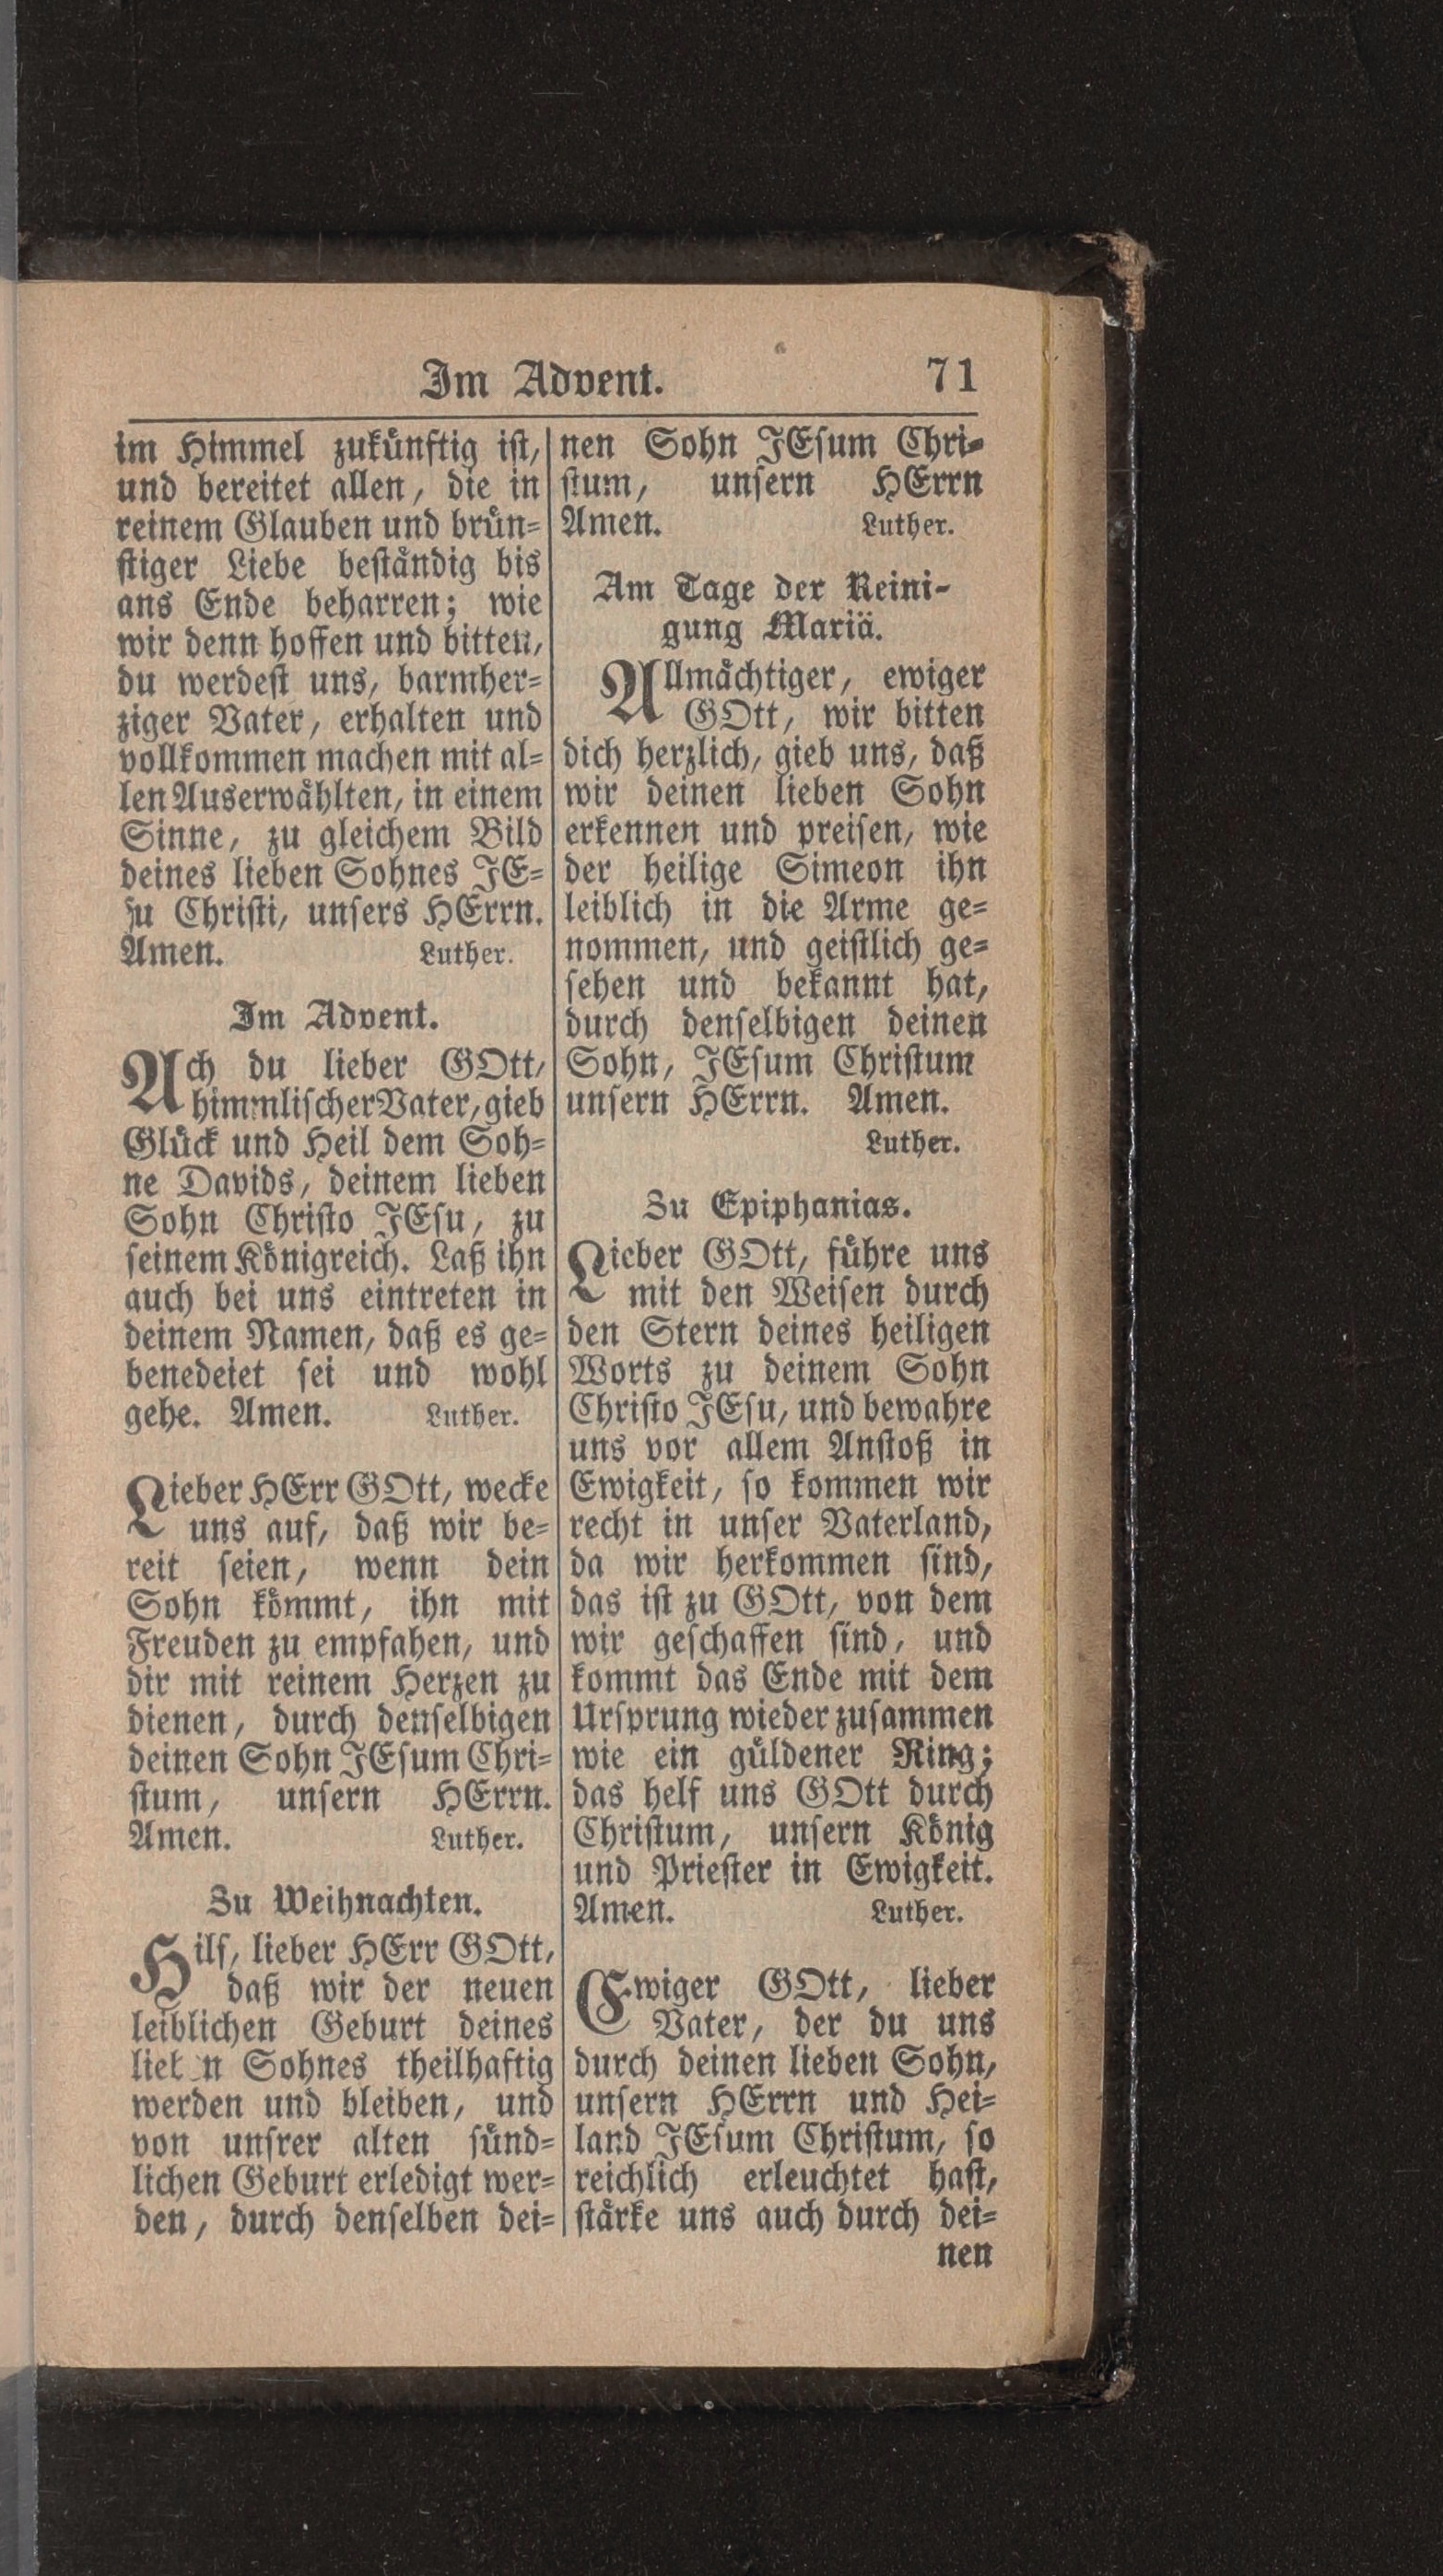 Im Advent. 71
im Himmel zukünftig ist,
und bereitet allen, die in
reinem Glauben und brün-
stiger Liebe beständig bis
ans Ende beharren; wie
wir denn hoffen und bitten,
du werdest uns, barmher-
ziger Vater, erhalten und
vollkommen machen mit al-
len Auserwählten, in einem
Sinne, zu gleichem Bild
deines lieben Sohnes JE-
su Christi, unsers HErrn.
Amen. Luther.
Im Advent.
Ach du lieber GOtt,
himmlischer Vater, gieb
Glück und Heil dem Soh-
ne Davids, deinem lieben
Sohn Christo JEsu, zu
seinem Königreich. Laß ihn
auch bei uns eintreten in
deinem Namen, daß es ge-
benedeiet sei und wohl
gehe. Amen. Luther.
Lieber HErr GOtt, wecke
uns auf, daß wir be-
reit seien, wenn dein
Sohn kömmt, ihn mit
Freuden zu empfahen, und
dir mit reinem Herzen zu
dienen, durch denselbigen
deinen Sohn JEsum Chri-
stum, unsern HErrn.
Amen. Luther.
Zu Weihnachten.
Hilf, lieber HErr GOtt,
daß wir der neuen
leiblichen Geburt deines
lieben Sohnes theilhaftig
werden und bleiben, und
von unsrer alten sünd-
lichen Geburt erledigt wer-
den, durch denselben dei-
nen Sohn JEsum Chri-
stum, unsern HErrn
Amen. Luther.
Am Tage der Reini-
gung Mariä.
Allmächtiger, ewiger
GOtt, wir bitten
dich herzlich, gieb uns, daß
wir deinen lieben Sohn
erkennen und preisen, wie
der heilige Simeon ihn
leiblich in die Arme ge-
nommen, und geistlich ge-
sehen und bekannt hat,
durch denselbigen deinen
Sohn, JEsum Christum
unsern HErrn. Amen.
Luther.
Zu Epiphanias.
Lieber GOtt, führe uns
mit den Weisen durch
den Stern deines heiligen
Worts zu deinem Sohn
Christo JEsu, und bewahre
uns vor allem Anstoß in
Ewigkeit, so kommen wir
recht in unser Vaterland,
da wir herkommen sind,
das ist zu GOtt, von dem
wir geschaffen sind, und
kommt das Ende mit dem
Ursprung wieder zusammen
wie ein güldener Ring;
das helf uns GOtt durch
Christum, unsern König
und Priester in Ewigkeit.
Amen. Luther.
Ewiger GOtt, lieber
Vater, der du uns
durch deinen lieben Sohn,
unsern HErrn und Hei-
land JEsum Christum, so
reichlich erleuchtet hast,
stärke uns auch durch dei-
nen